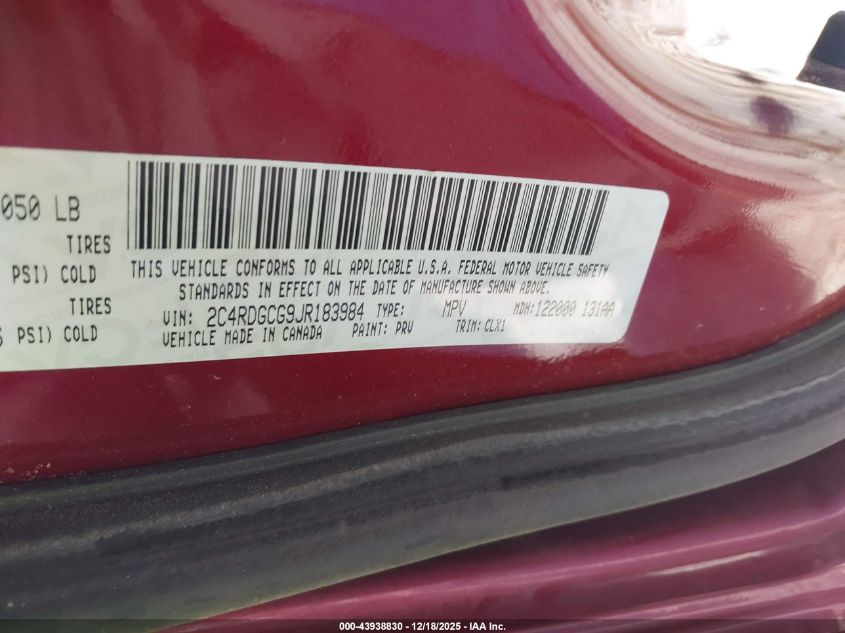 050 LB
TIRES
PSI) COLD
TIRES
PSI) COLD
THIS VEHICLE CONFORMS TO ALL APPLICABLE U.S.A. FEDERAL MOTOR VEHICLE SAFETY
STANDARDS IN EFFECT ON THE DATE OF MANUFACTURE SHOWN ABOVE.
VIN: 2C4RDGCG9JR183984 TYPE: MPV MDH:122000 131AA
VEHICLE MADE IN CANADA PAINT: PRV TRIM: CLX1
000-43938830 - 12/18/2025 - IAA Inc.